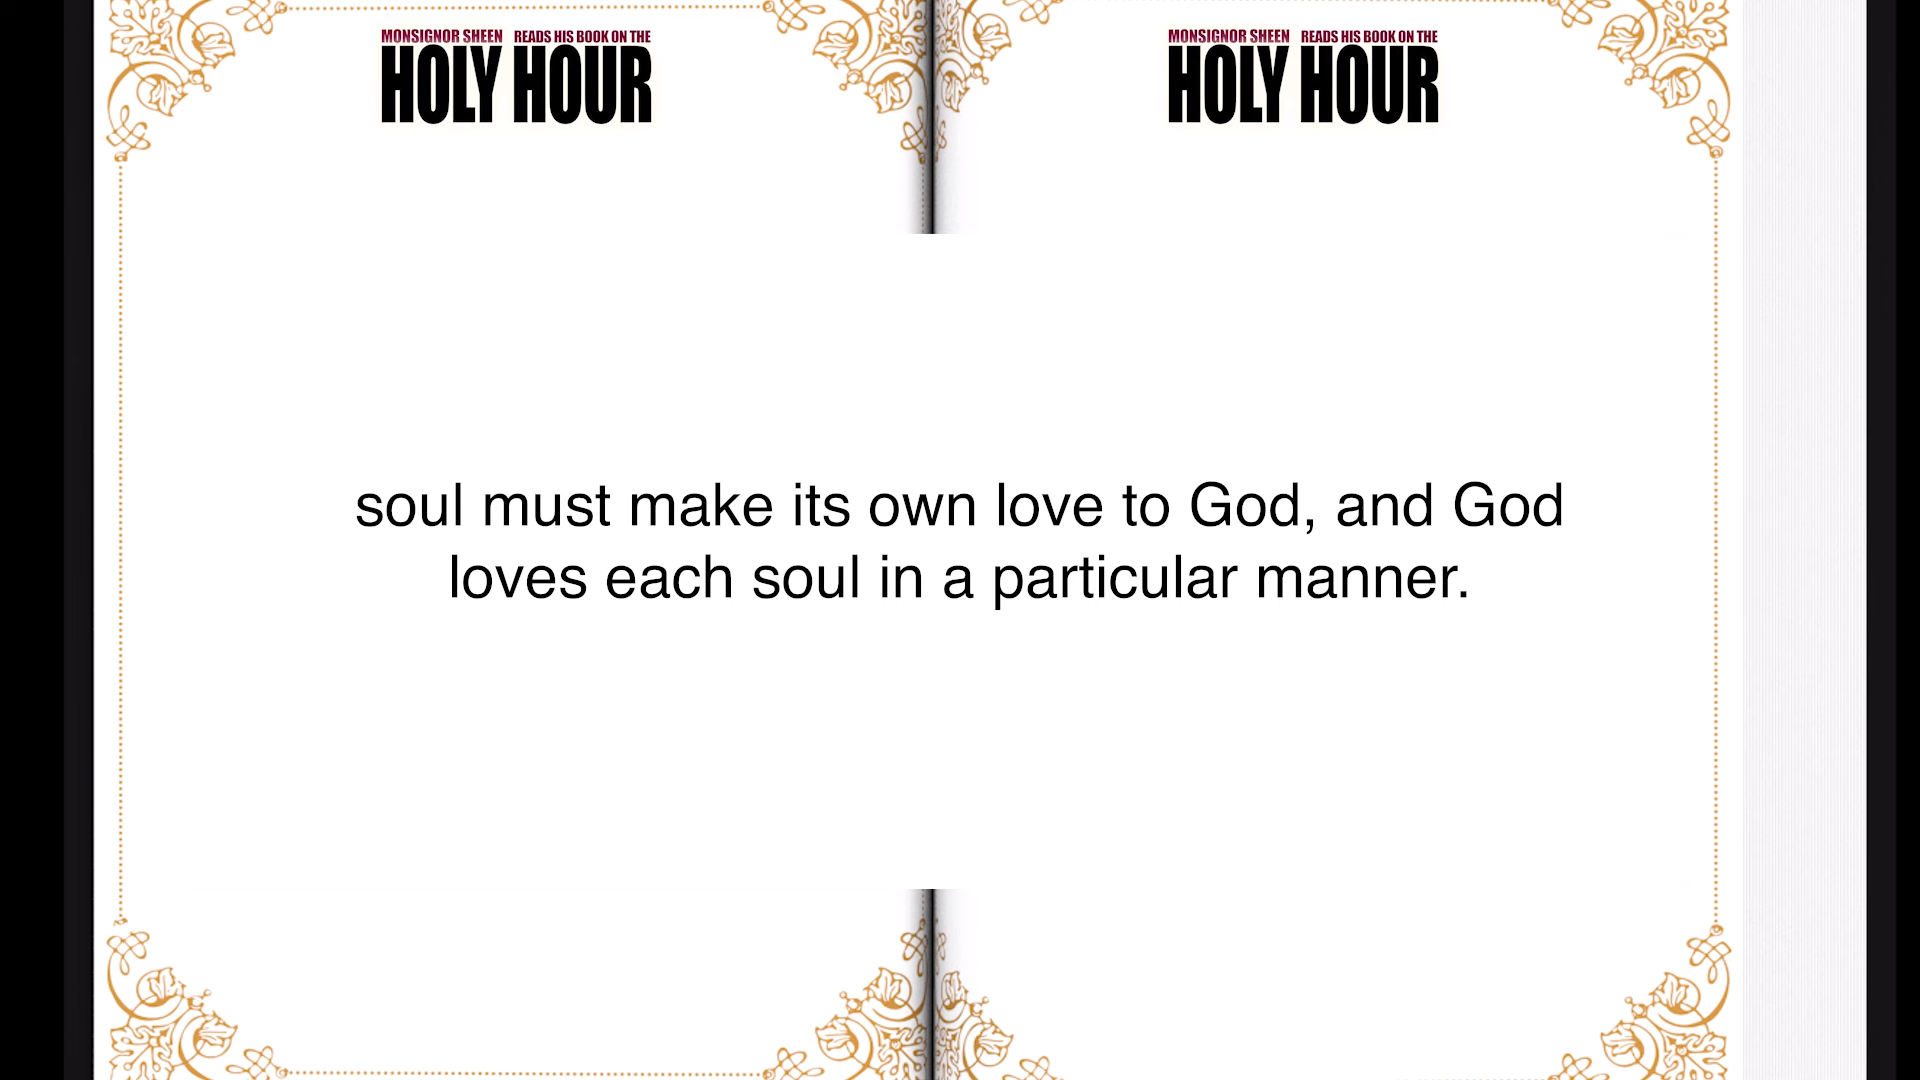 MONSIGNOR SHEEN READS HIS BOOK ON THE
HOLY HOUR
MONSIGNOR SHEEN READS HIS BOOK ON THE
HOLY HOUR
soul must make its own love to God, and God
loves each soul in a particular manner.